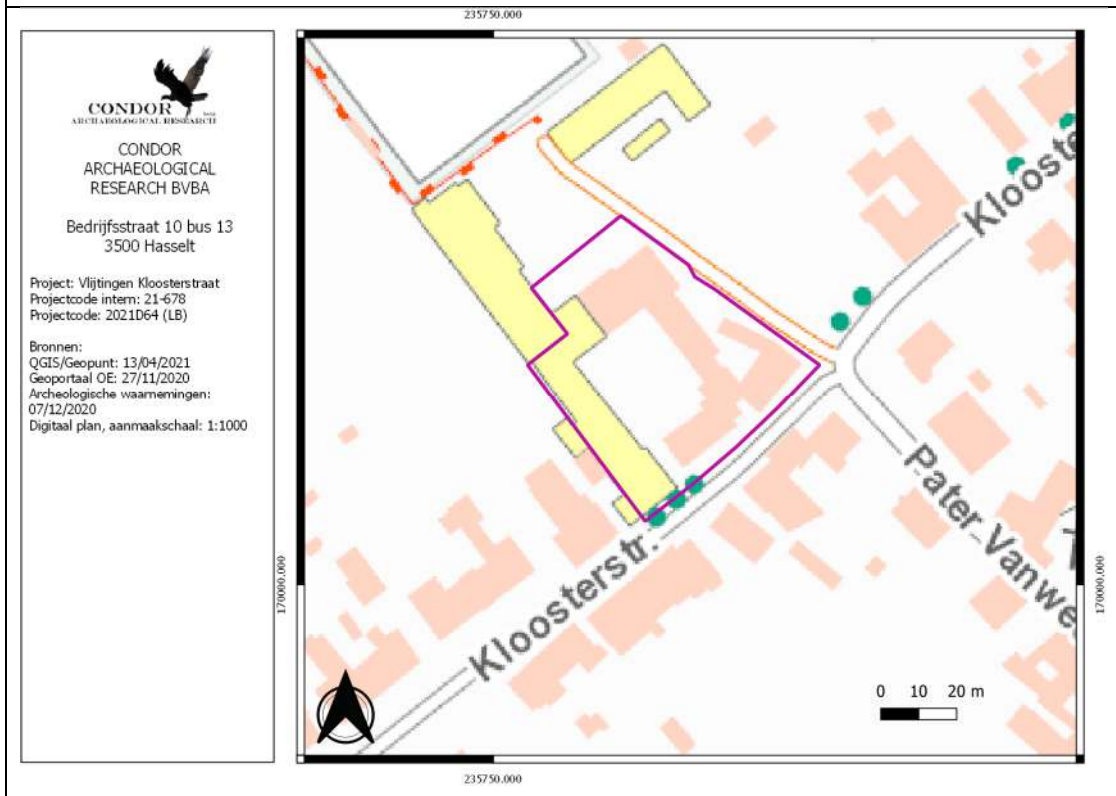 235750.000
CONDOR
ARCHAEOLOGICAL RESEARCH
CONDOR
ARCHAEOLOGICAL
RESEARCH BVBA
Bedrijfsstraat 10 bus 13
3500 Hasselt
Project: Vlijtingen Kloosterstraat
Projectcode intern: 21-678
Projectcode: 2021D64 (LB)
Bronnen:
QGIS/Geopunt: 13/04/2021
Geoportaal OE: 27/11/2020
Archeologische waarnemingen:
07/12/2020
Digitaal plan, aanmaakschaal: 1:1000
Klooste
Pater Vanwe
Kloosterstr.
170000.000
170000.000
0 10 20 m
235750.000